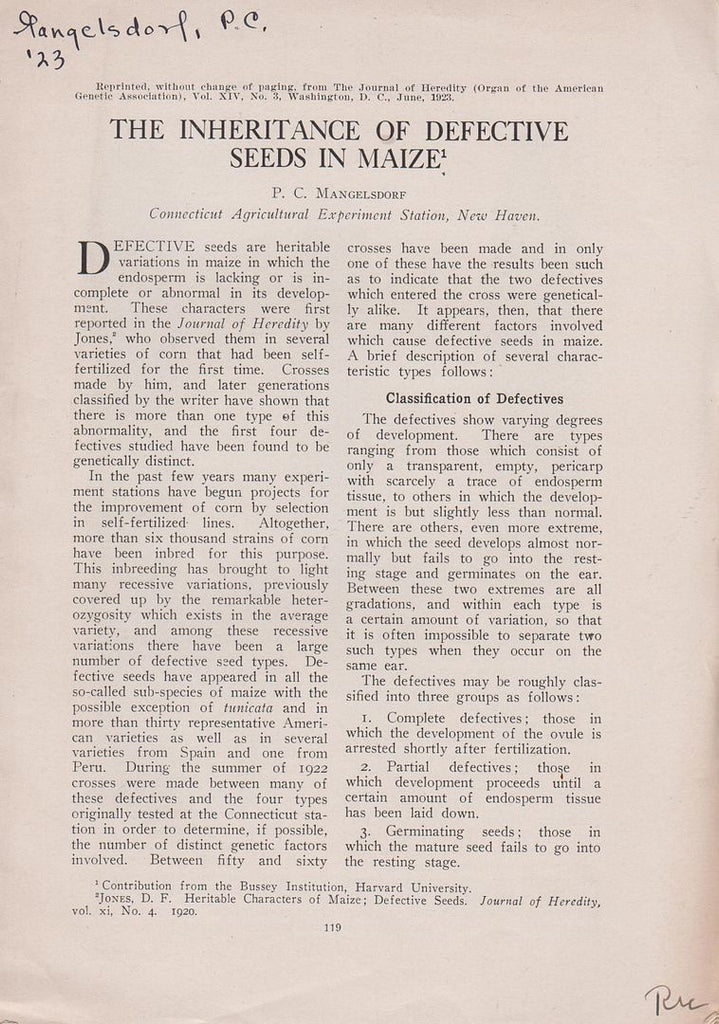 Mangelsdorf, P.C.
'23
Reprinted, without change of paging, from The Journal of Heredity (Organ of the American
Genetic Association), Vol. XIV, No. 3, Washington, D. C., June, 1923.
THE INHERITANCE OF DEFECTIVE
SEEDS IN MAIZE¹
P. C. Mangelsdorf
Connecticut Agricultural Experiment Station, New Haven.
DEFECTIVE seeds are heritable
variations in maize in which the
endosperm is lacking or is in-
complete or abnormal in its develop-
ment. These characters were first
reported in the Journal of Heredity by
Jones,² who observed them in several
varieties of corn that had been self-
fertilized for the first time. Crosses
made by him, and later generations
classified by the writer have shown that
there is more than one type of this
abnormality, and the first four de-
fectives studied have been found to be
genetically distinct.
In the past few years many experi-
ment stations have begun projects for
the improvement of corn by selection
in self-fertilized lines. Altogether,
more than six thousand strains of corn
have been inbred for this purpose.
This inbreeding has brought to light
many recessive variations, previously
covered up by the remarkable heter-
ozygosity which exists in the average
variety, and among these recessive
variations there have been a large
number of defective seed types. De-
fective seeds have appeared in all the
so-called sub-species of maize with the
possible exception of tunicata and in
more than thirty representative Ameri-
can varieties as well as in several
varieties from Spain and one from
Peru. During the summer of 1922
crosses were made between many of
these defectives and the four types
originally tested at the Connecticut sta-
tion in order to determine, if possible,
the number of distinct genetic factors
involved. Between fifty and sixty
crosses have been made and in only
one of these have the results been such
as to indicate that the two defectives
which entered the cross were genetical-
ly alike. It appears, then, that there
are many different factors involved
which cause defective seeds in maize.
A brief description of several charac-
teristic types follows:
Classification of Defectives
The defectives show varying degrees
of development. There are types
ranging from those which consist of
only a transparent, empty, pericarp
with scarcely a trace of endosperm
tissue, to others in which the develop-
ment is but slightly less than normal.
There are others, even more extreme,
in which the seed develops almost nor-
mally but fails to go into the rest-
ing stage and germinates on the ear.
Between these two extremes are all
gradations, and within each type is
a certain amount of variation, so that
it is often impossible to separate two
such types when they occur on the
same ear.
The defectives may be roughly clas-
sified into three groups as follows:
1. Complete defectives; those in
which the development of the ovule is
arrested shortly after fertilization.
2. Partial defectives; those in
which development proceeds until a
certain amount of endosperm tissue
has been laid down.
3. Germinating seeds; those in
which the mature seed fails to go into
the resting stage.
¹ Contribution from the Bussey Institution, Harvard University.
²JONES, D. F. Heritable Characters of Maize; Defective Seeds. Journal of Heredity,
vol. xi, No. 4. 1920.
119